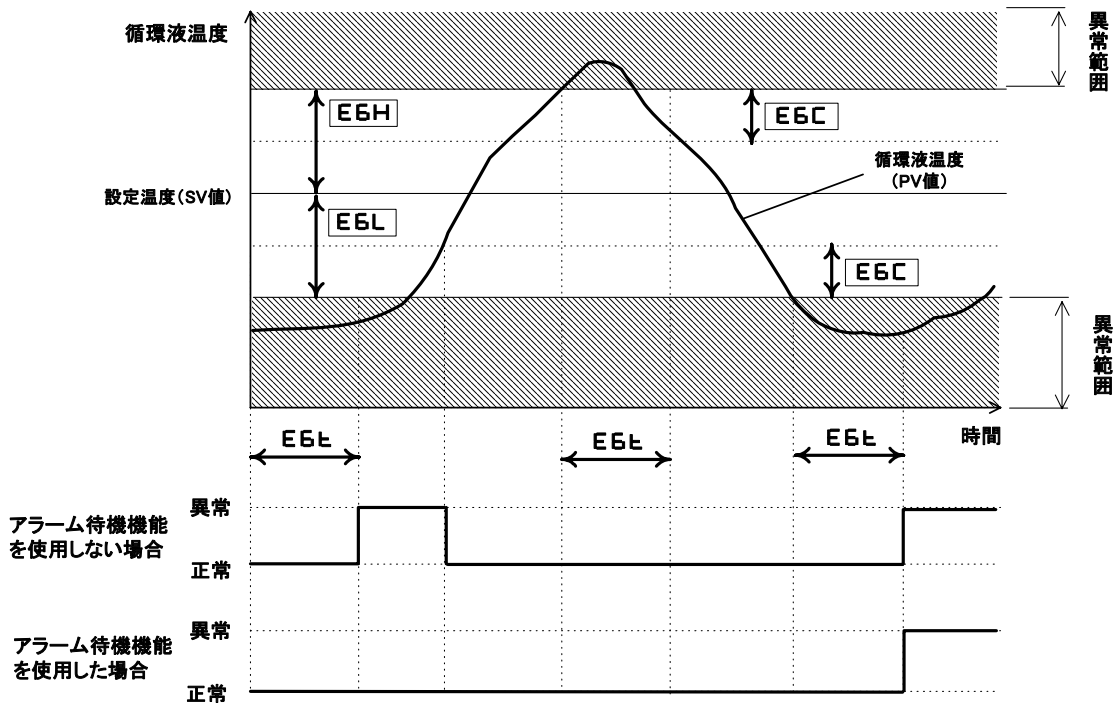 循環液温度
異常範囲
E6H
E6C
循環液温度
(PV値)
設定温度(SV値)
E6L
E6C
異常範囲
時間
E6t
E6t
E6t
アラーム待機機能
を使用しない場合
異常
正常
アラーム待機機能
を使用した場合
異常
正常